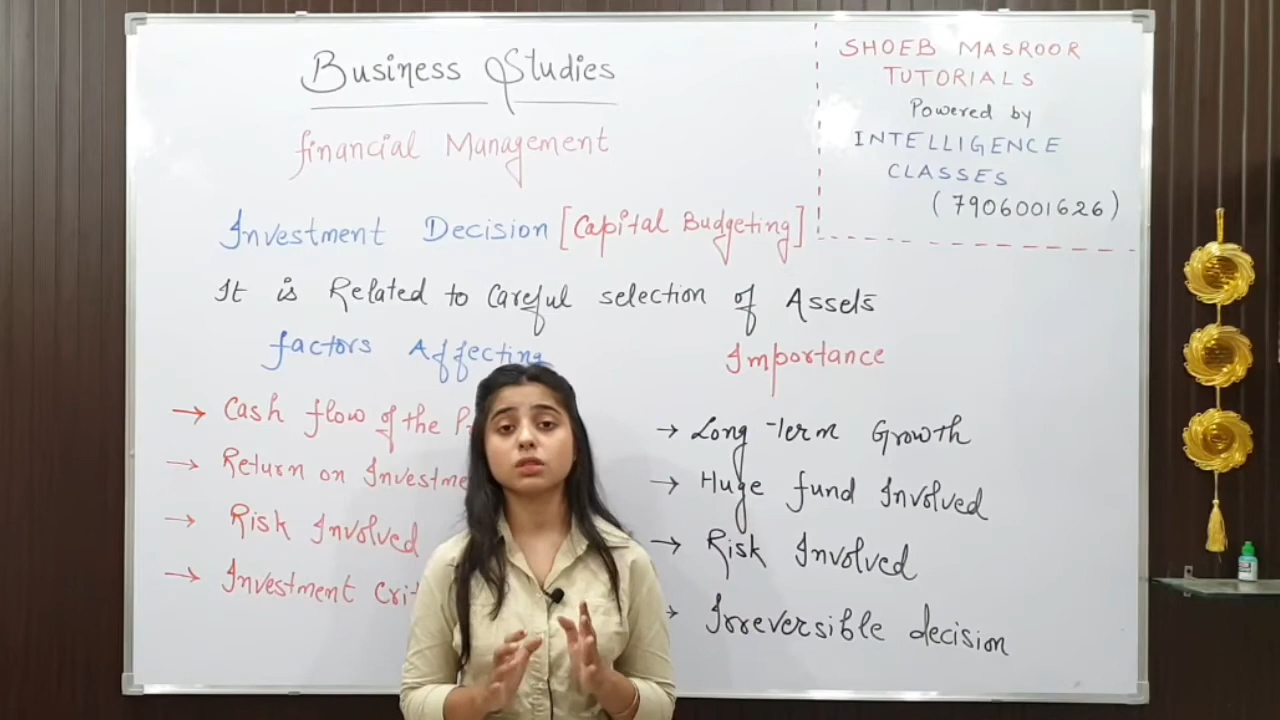 Business Studies
financial Management
Investment Decision [Capital Budgeting]
It is Related to Careful selection of Assets
factors Affecting
→ Cash flow of the
→ Return on
→ Risk Involved
→ Investment
Importance
→ Long-Term Growth
→ Huge fund Involved
→ Risk Involved
→ Irreversible decision
SHOEB MASROOR
TUTORIALS
Powered by
INTELLIGENCE
CLASSES
(7906001626)